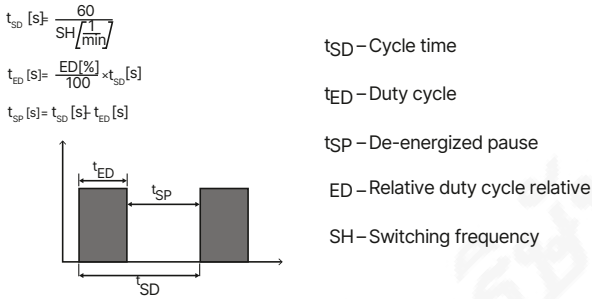 t_SD [s]= 60 / SH[1/min]
t_ED [s]= ED[%] / 100 ×t_SD[s]
t_SP [s]= t_SD [s]- t_ED [s]
t_ED
t_SP
t_SD
t_SD – Cycle time
t_ED – Duty cycle
t_SP – De-energized pause
ED – Relative duty cycle relative
SH – Switching frequency